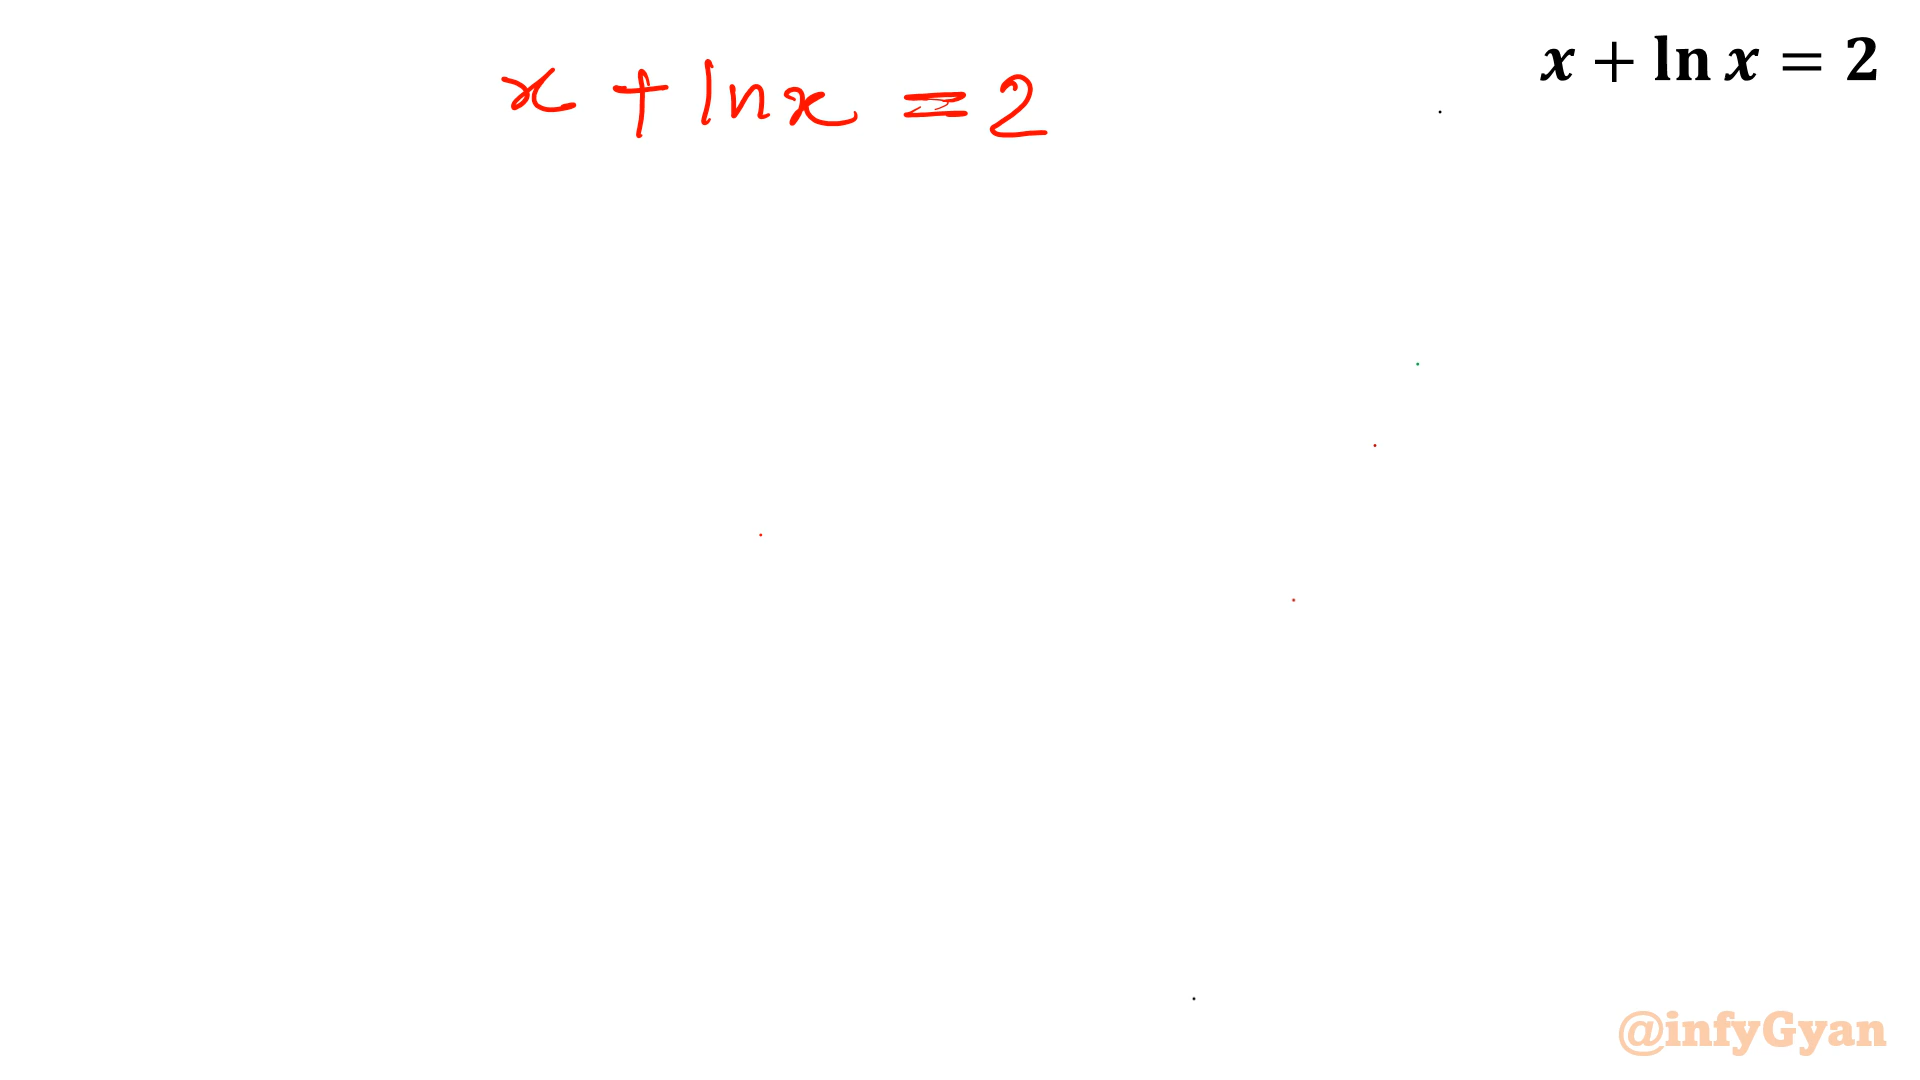 x + ln x = 2
x + ln x = 2
@infyGyan